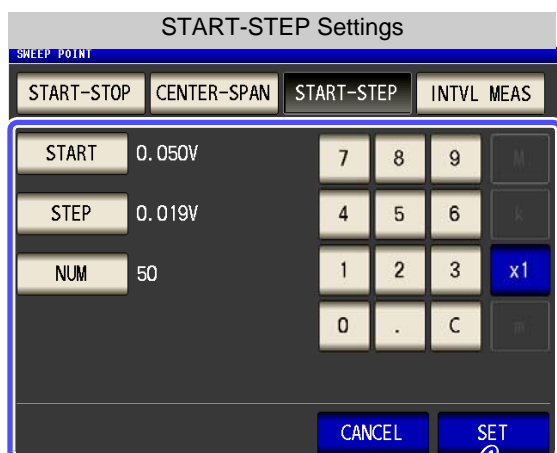 START-STEP Settings
SWEEP POINT
START-STOP CENTER-SPAN START-STEP INTVL MEAS
START 0.050V 7 8 9 M
STEP 0.019V 4 5 6 k
NUM 50 1 2 3 x1
0 . C m
CANCEL SET